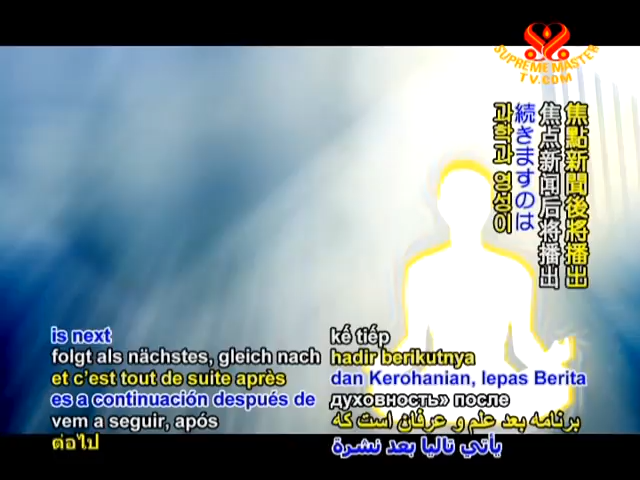 SUPREME MASTER
TV.COM
焦點新聞後將播出
焦点新闻后将播出
続きますのは
과학과 영성이
is next
folgt als nächstes, gleich nach
et c'est tout de suite après
es a continuación después de
vem a seguir, após
ต่อไป
kế tiếp
hadir berikutnya
dan Kerohanian, lepas Berita
духовность» после
برنامه بعد علم و عرفان است که
يأتي تاليا بعد نشرة